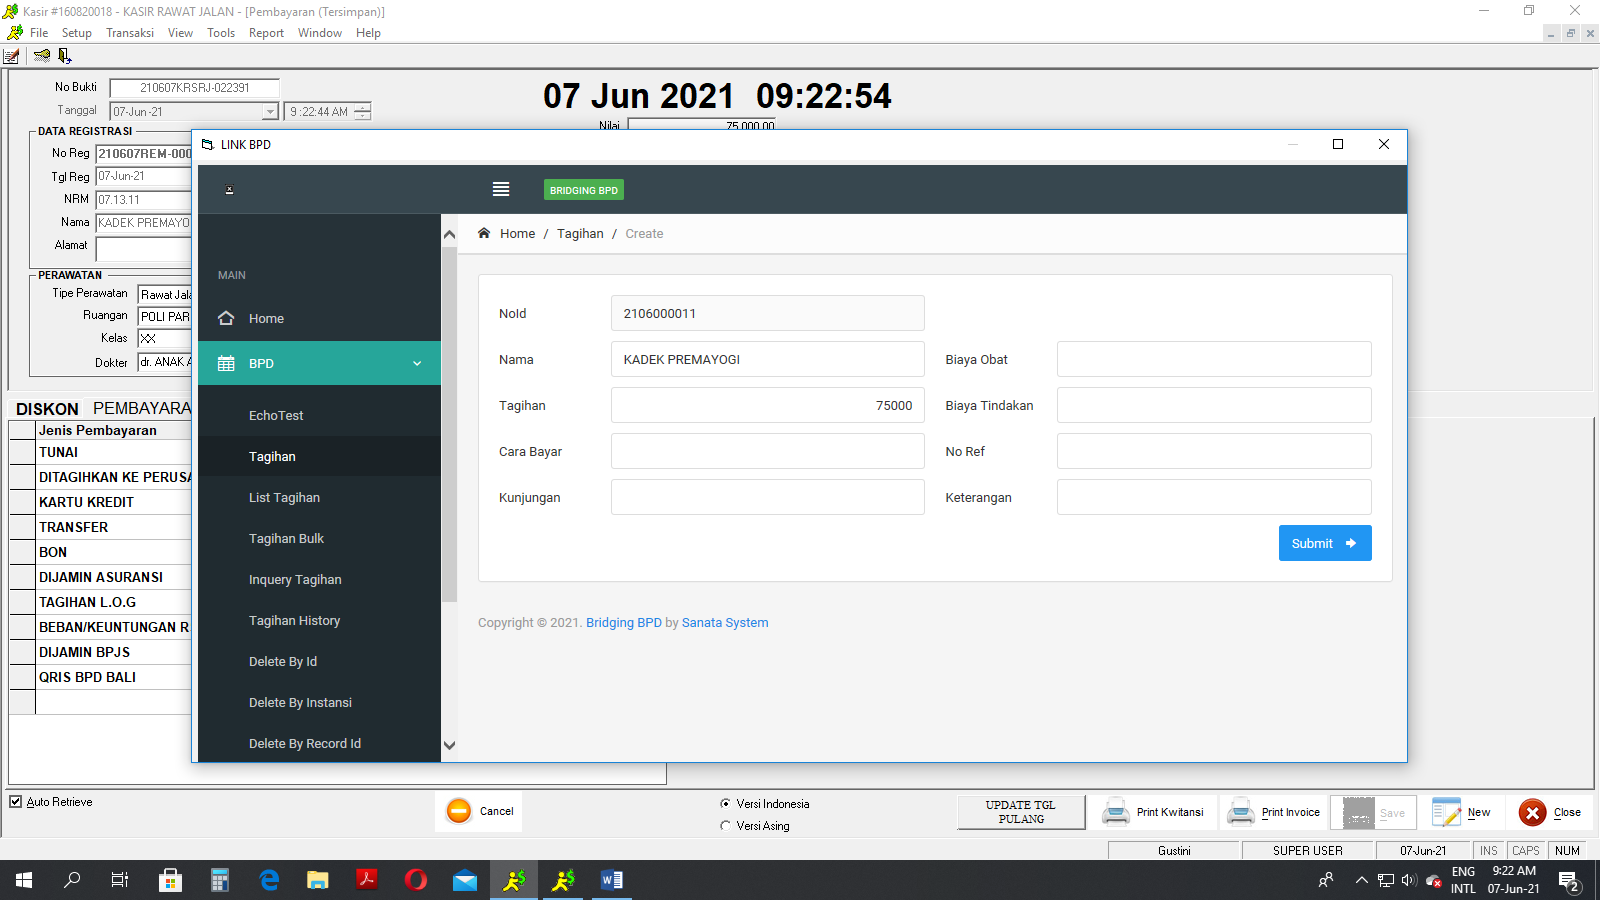 Kasir #160820018 - KASIR RAWAT JALAN - [Pembayaran (Tersimpan)]
File Setup Transaksi View Tools Report Window Help
No Bukti 210607KRSRJ-022391
Tanggal 07-Jun-21 9:22:44 AM
07 Jun 2021 09:22:54
Nilai 75.000,00
DATA REGISTRASI
No Reg 210607REM-000
Tgl Reg 07-Jun-21
NRM 07.13.11
Nama KADEK PREMAYO
Alamat
PERAWATAN
Tipe Perawatan Rawat Jala
Ruangan POLI PAR
Kelas XX
Dokter dr. ANAK A
DISKON PEMBAYARA
Jenis Pembayaran
TUNAI
DITAGIHKAN KE PERUSA
KARTU KREDIT
TRANSFER
BON
DIJAMIN ASURANSI
TAGIHAN L.O.G
BEBAN/KEUNTUNGAN R
DIJAMIN BPJS
QRIS BPD BALI
LINK BPD
BRIDGING BPD
MAIN
Home
BPD
EchoTest
Tagihan
List Tagihan
Tagihan Bulk
Inquery Tagihan
Tagihan History
Delete By Id
Delete By Instansi
Delete By Record Id
Home / Tagihan / Create
NoId 2106000011
Nama KADEK PREMAYOGI Biaya Obat
Tagihan 75000 Biaya Tindakan
Cara Bayar No Ref
Kunjungan Keterangan
Submit
Copyright © 2021. Bridging BPD by Sanata System
Auto Retrieve
Cancel
Versi Indonesia
Versi Asing
UPDATE TGL
PULANG
Print Kwitansi
Print Invoice
Save
New
Close
Gustini SUPER USER 07-Jun-21 INS CAPS NUM
ENG
INTL
9:22 AM
07-Jun-21
2